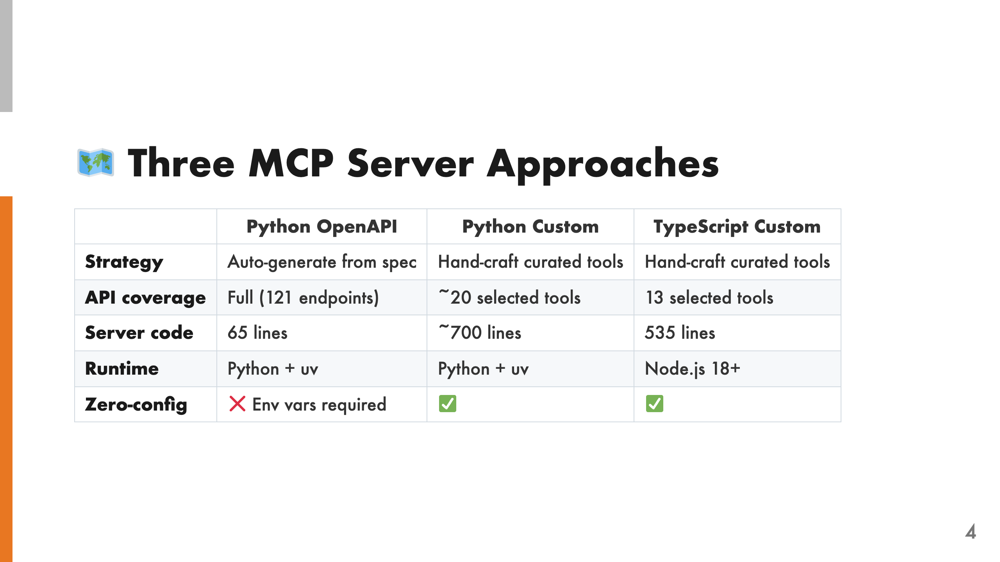 🗺️ Three MCP Server Approaches
Python OpenAPI Python Custom TypeScript Custom
Strategy Auto-generate from spec Hand-craft curated tools Hand-craft curated tools
API coverage Full (121 endpoints) ~20 selected tools 13 selected tools
Server code 65 lines ~700 lines 535 lines
Runtime Python + uv Python + uv Node.js 18+
Zero-config ❌ Env vars required ✅ ✅
4